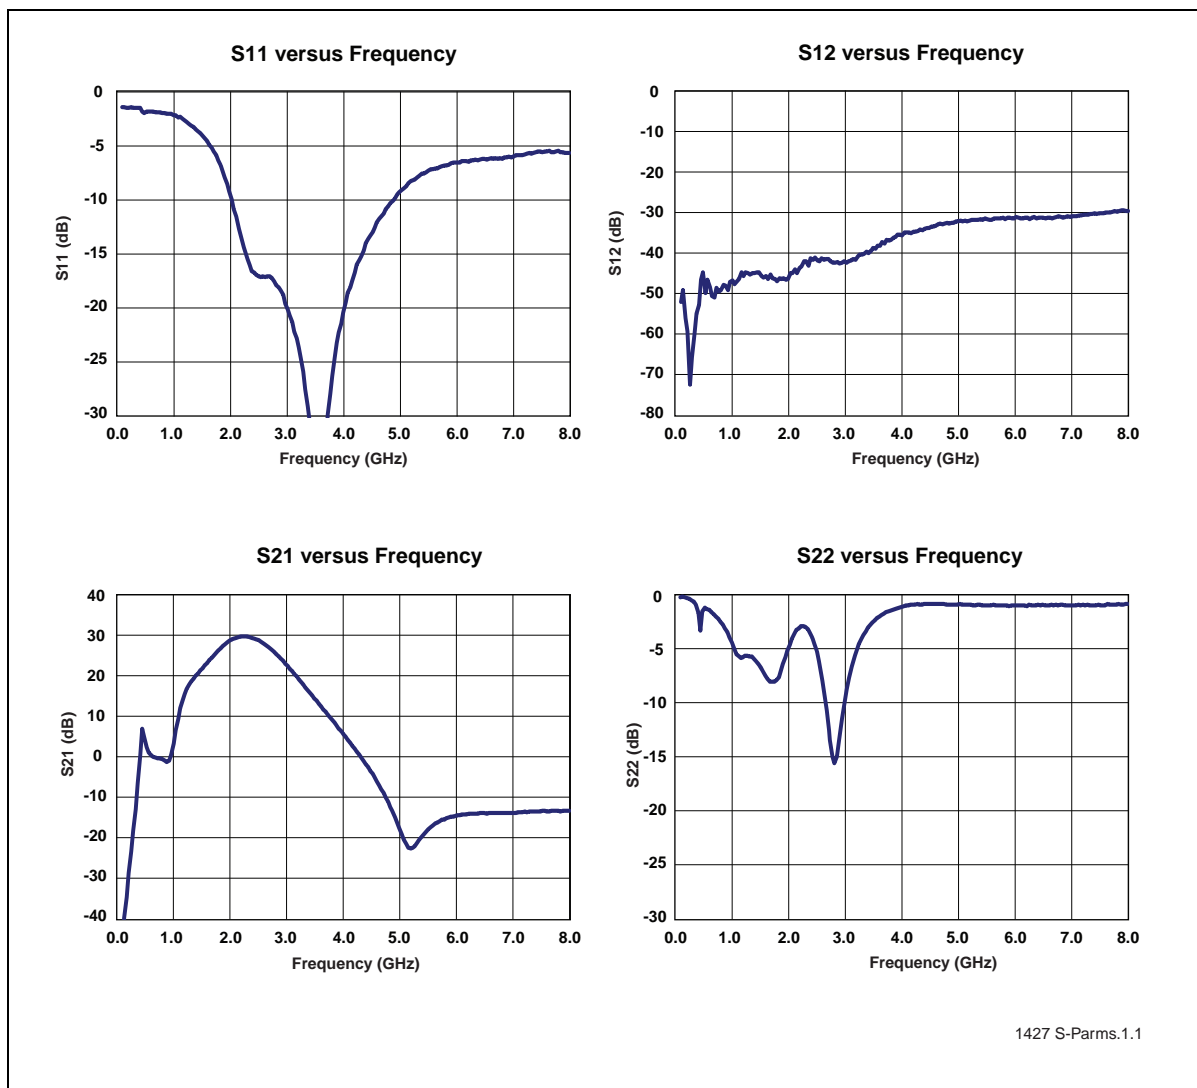 S11 versus Frequency
0
-5
-10
-15
-20
-25
-30
S11 (dB)
0.0 1.0 2.0 3.0 4.0 5.0 6.0 7.0 8.0
Frequency (GHz)
S12 versus Frequency
0
-10
-20
-30
-40
-50
-60
-70
-80
S12 (dB)
0.0 1.0 2.0 3.0 4.0 5.0 6.0 7.0 8.0
Frequency (GHz)
S21 versus Frequency
40
30
20
10
0
-10
-20
-30
-40
S21 (dB)
0.0 1.0 2.0 3.0 4.0 5.0 6.0 7.0 8.0
Frequency (GHz)
S22 versus Frequency
0
-5
-10
-15
-20
-25
-30
S22 (dB)
0.0 1.0 2.0 3.0 4.0 5.0 6.0 7.0 8.0
Frequency (GHz)
1427 S-Parms.1.1